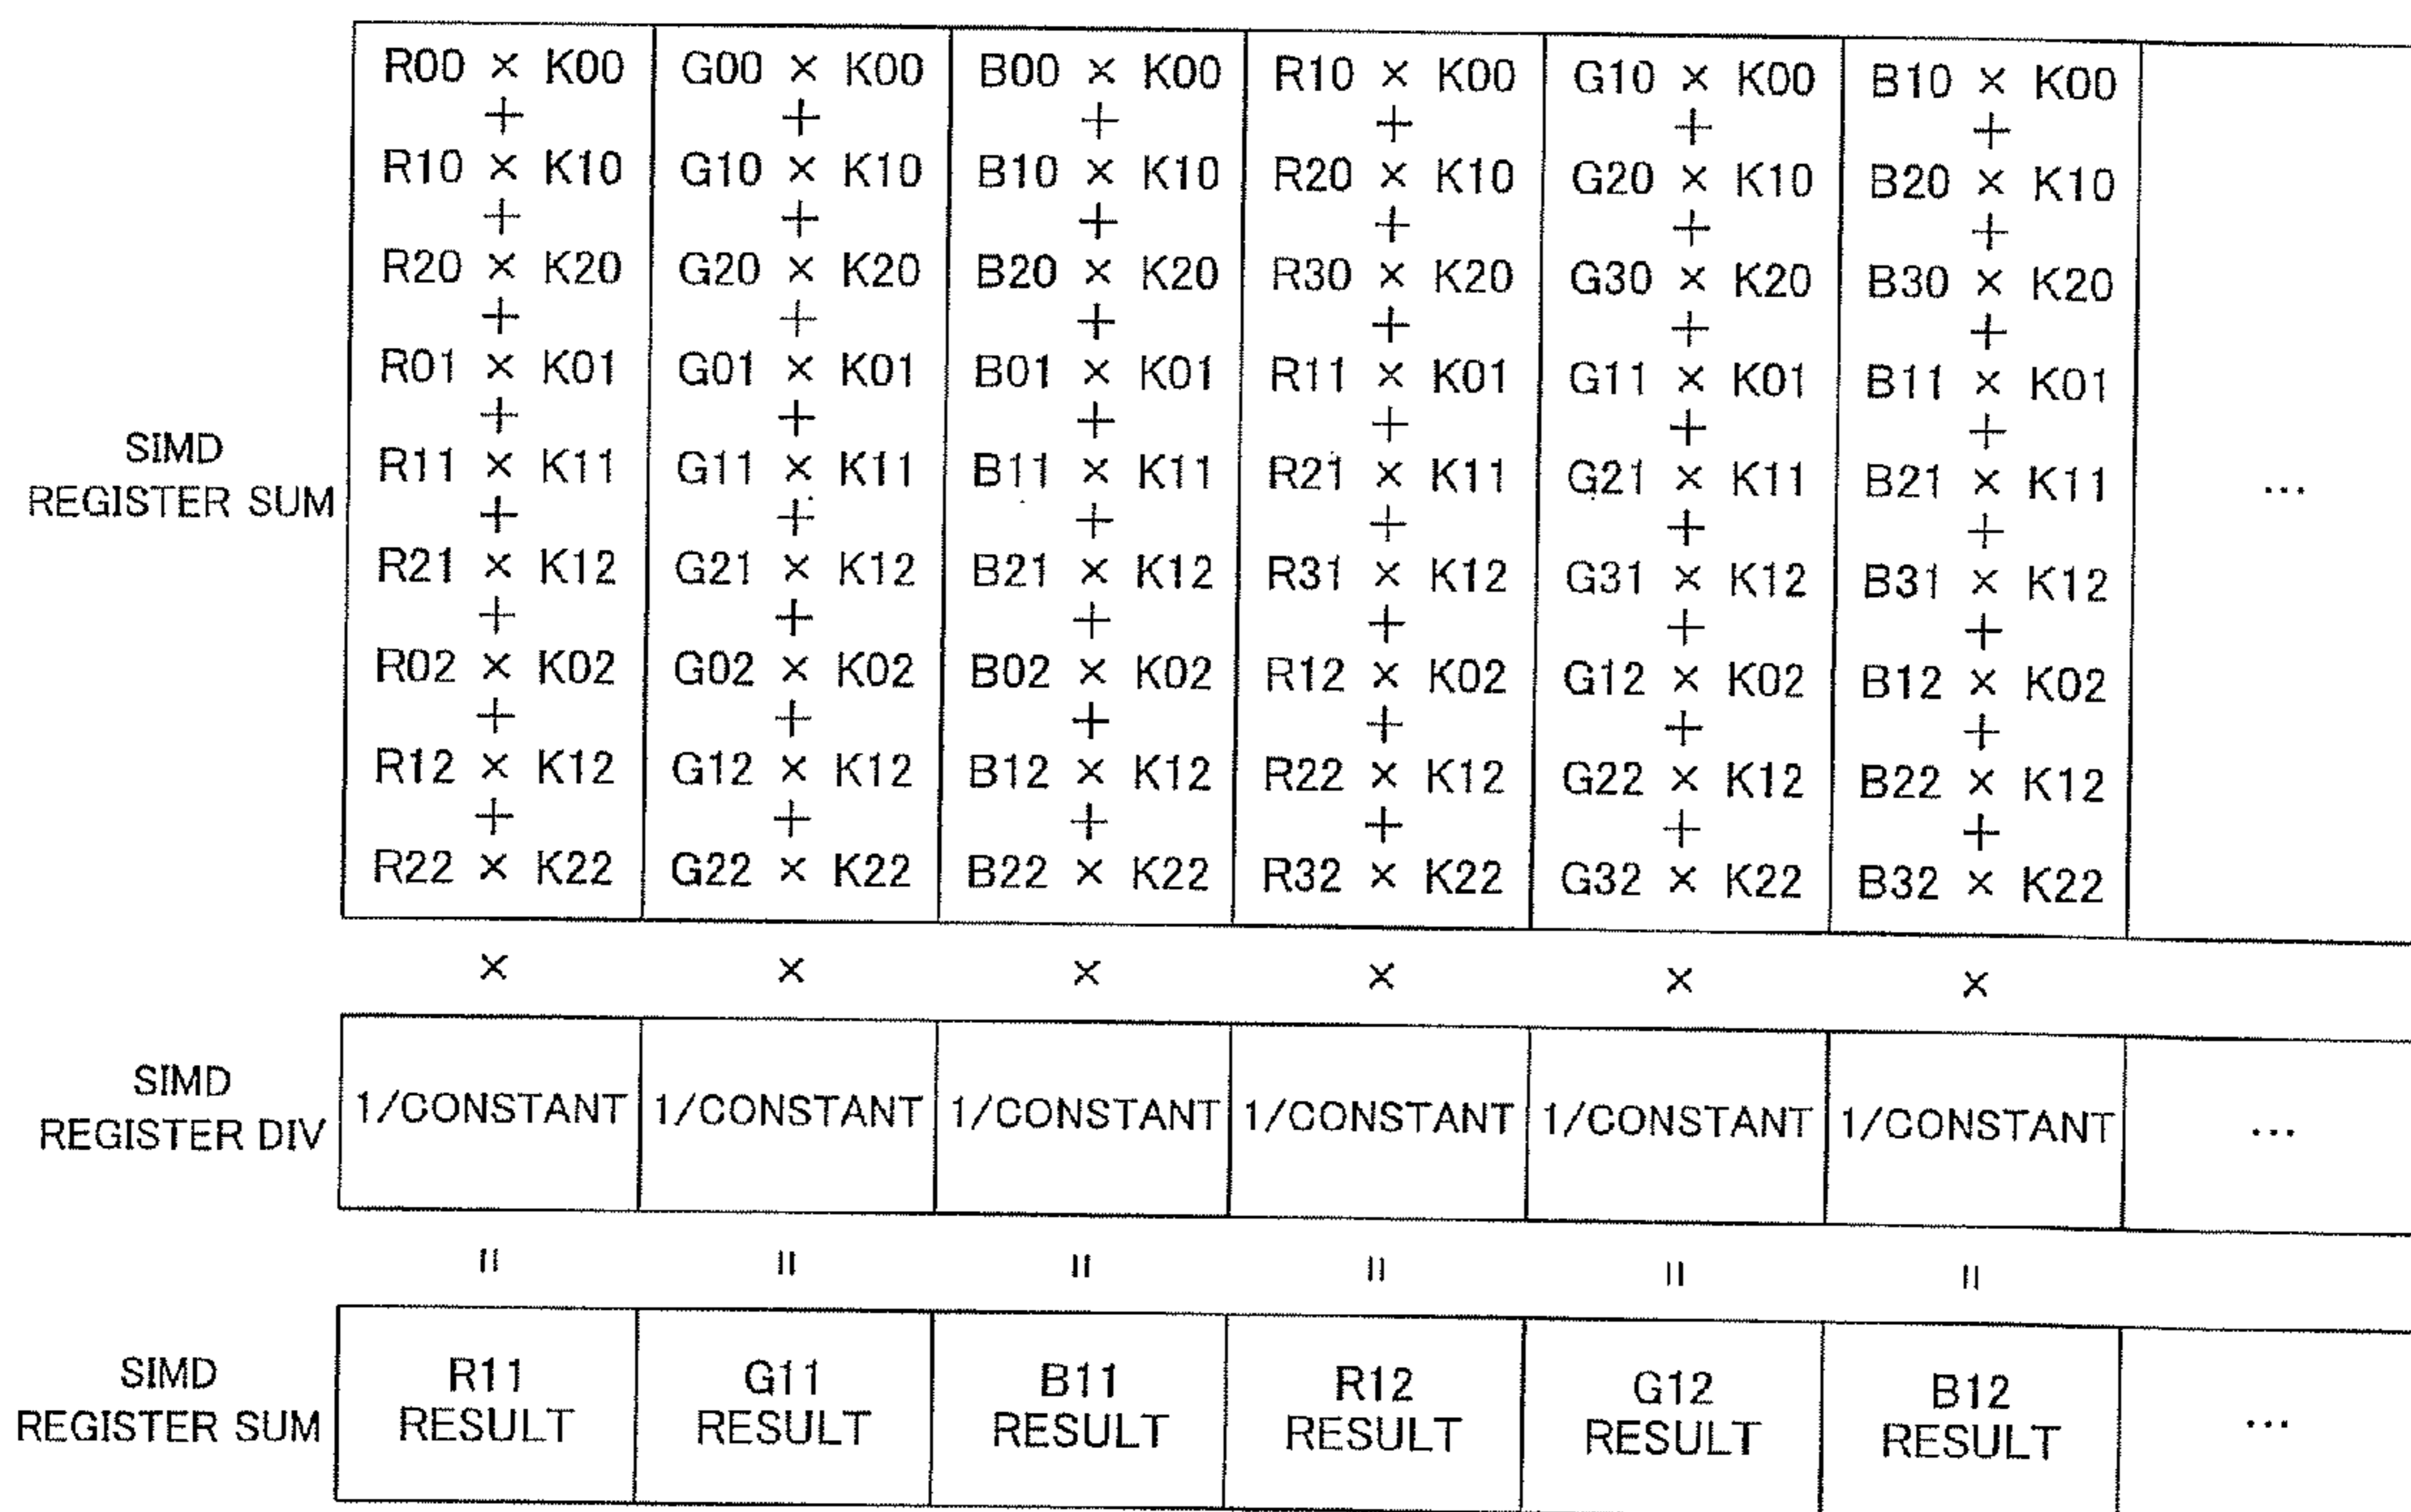 R00 × K00 G00 × K00 B00 × K00 R10 × K00 G10 × K00 B10 × K00
+ + + + + +
R10 × K10 G10 × K10 B10 × K10 R20 × K10 G20 × K10 B20 × K10
+ + + + + +
R20 × K20 G20 × K20 B20 × K20 R30 × K20 G30 × K20 B30 × K20
+ + + + + +
R01 × K01 G01 × K01 B01 × K01 R11 × K01 G11 × K01 B11 × K01
+ + + + + +
SIMD
REGISTER SUM
R11 × K11 G11 × K11 B11 × K11 R21 × K11 G21 × K11 B21 × K11 ...
+ + + + + +
R21 × K12 G21 × K12 B21 × K12 R31 × K12 G31 × K12 B31 × K12
+ + + + + +
R02 × K02 G02 × K02 B02 × K02 R12 × K02 G12 × K02 B12 × K02
+ + + + + +
R12 × K12 G12 × K12 B12 × K12 R22 × K12 G22 × K12 B22 × K12
+ + + + + +
R22 × K22 G22 × K22 B22 × K22 R32 × K22 G32 × K22 B32 × K22
× × × × × ×
SIMD
REGISTER DIV
1/CONSTANT 1/CONSTANT 1/CONSTANT 1/CONSTANT 1/CONSTANT 1/CONSTANT ...
= = = = = =
SIMD
REGISTER SUM
R11 G11 B11 R12 G12 B12
RESULT RESULT RESULT RESULT RESULT RESULT ...